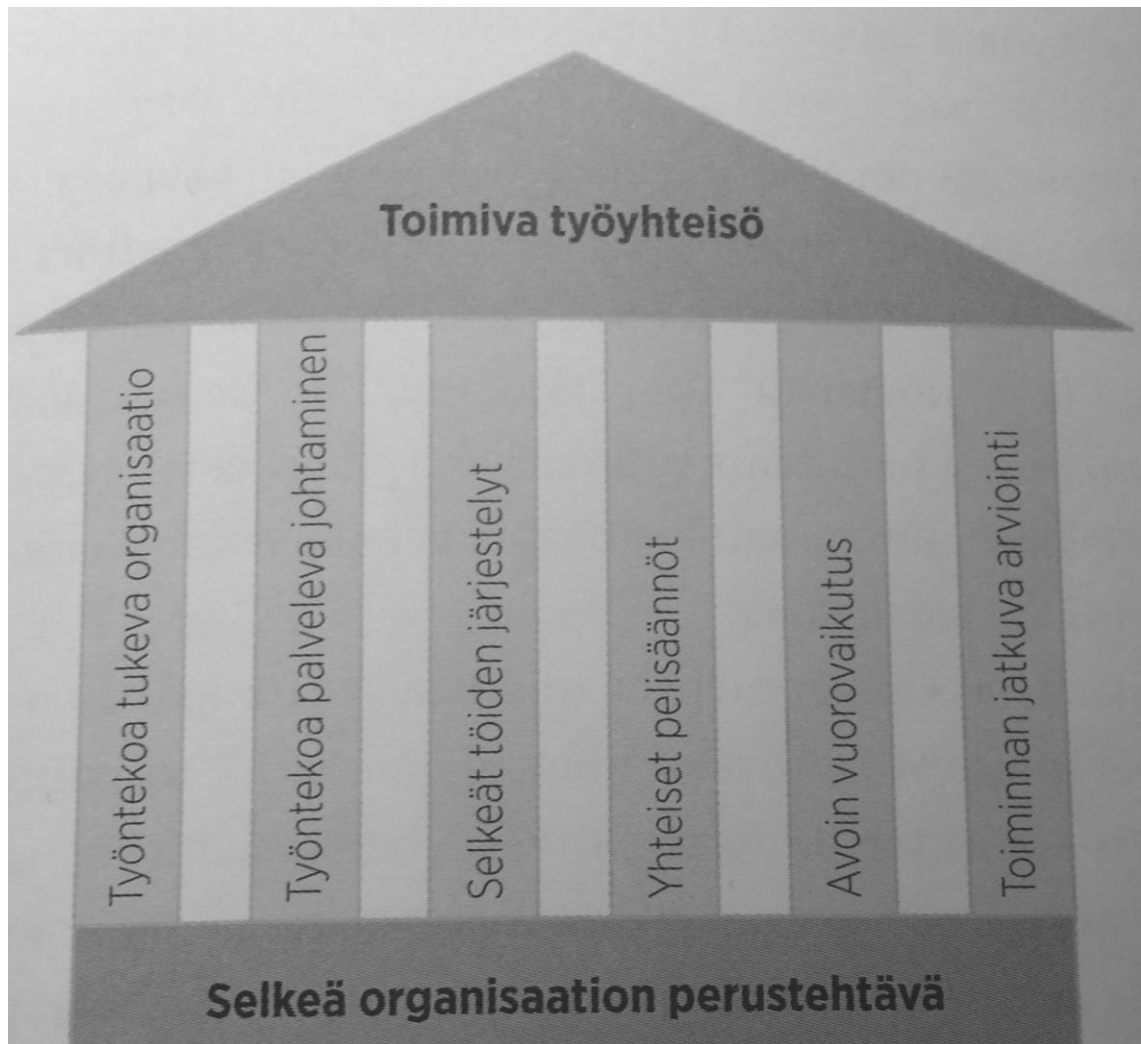 Toimiva työyhteisö
Työntekoa tukeva organisaatio
Työntekoa palveleva johtaminen
Selkeät töiden järjestelyt
Yhteiset pelisäännöt
Avoin vuorovaikutus
Toiminnan jatkuva arviointi
Selkeä organisaation perustehtävä